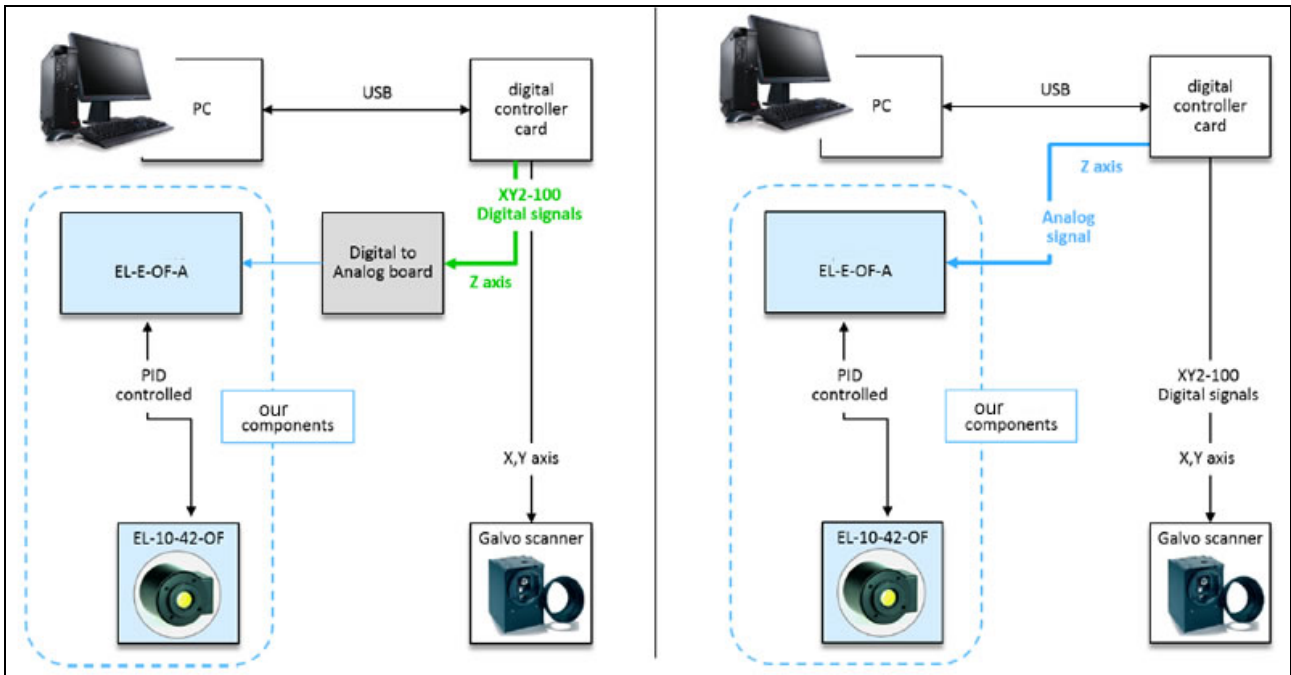 PC
USB
digital
controller
card
XY2-100
Digital signals
Z axis
EL-E-OF-A
Digital to
Analog board
PID
controlled
our
components
X,Y axis
EL-10-42-OF
Galvo scanner
PC
USB
digital
controller
card
Z axis
Analog
signal
EL-E-OF-A
PID
controlled
our
components
XY2-100
Digital signals
X,Y axis
EL-10-42-OF
Galvo scanner